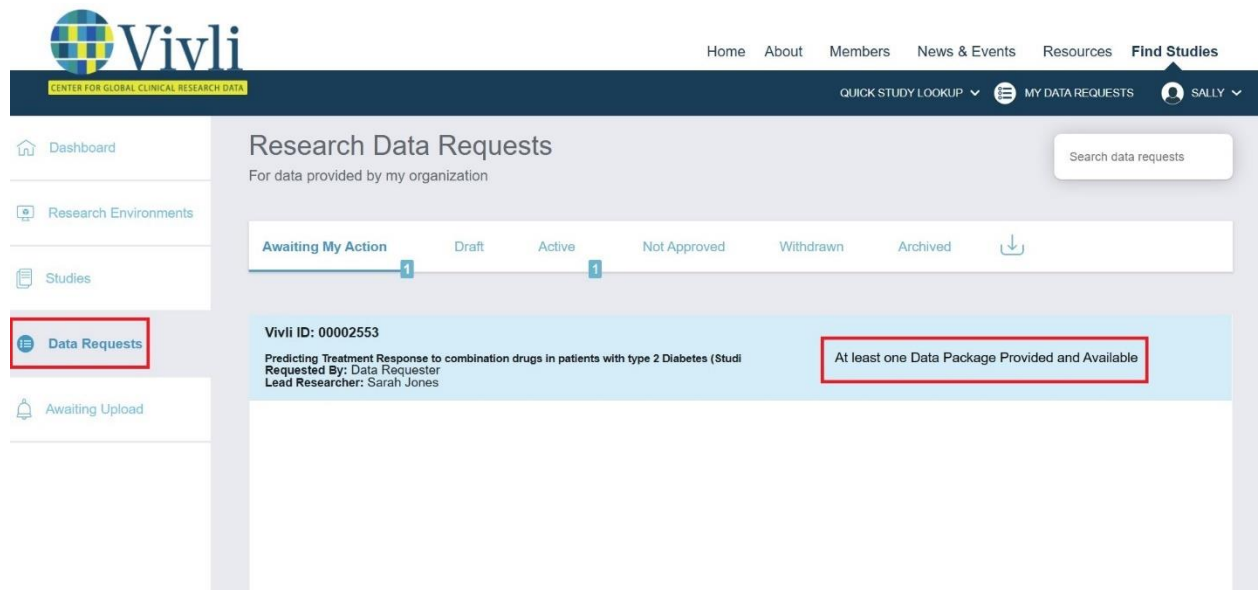 Vivli
CENTER FOR GLOBAL CLINICAL RESEARCH DATA
Home About Members News & Events Resources Find Studies
QUICK STUDY LOOKUP MY DATA REQUESTS SALLY
Dashboard
Research Environments
Studies
Data Requests
Awaiting Upload
Research Data Requests
For data provided by my organization
Search data requests
Awaiting My Action 1 Draft Active 1 Not Approved Withdrawn Archived
Vivli ID: 00002553
Predicting Treatment Response to combination drugs in patients with type 2 Diabetes (Studi
Requested By: Data Requester
Lead Researcher: Sarah Jones
At least one Data Package Provided and Available